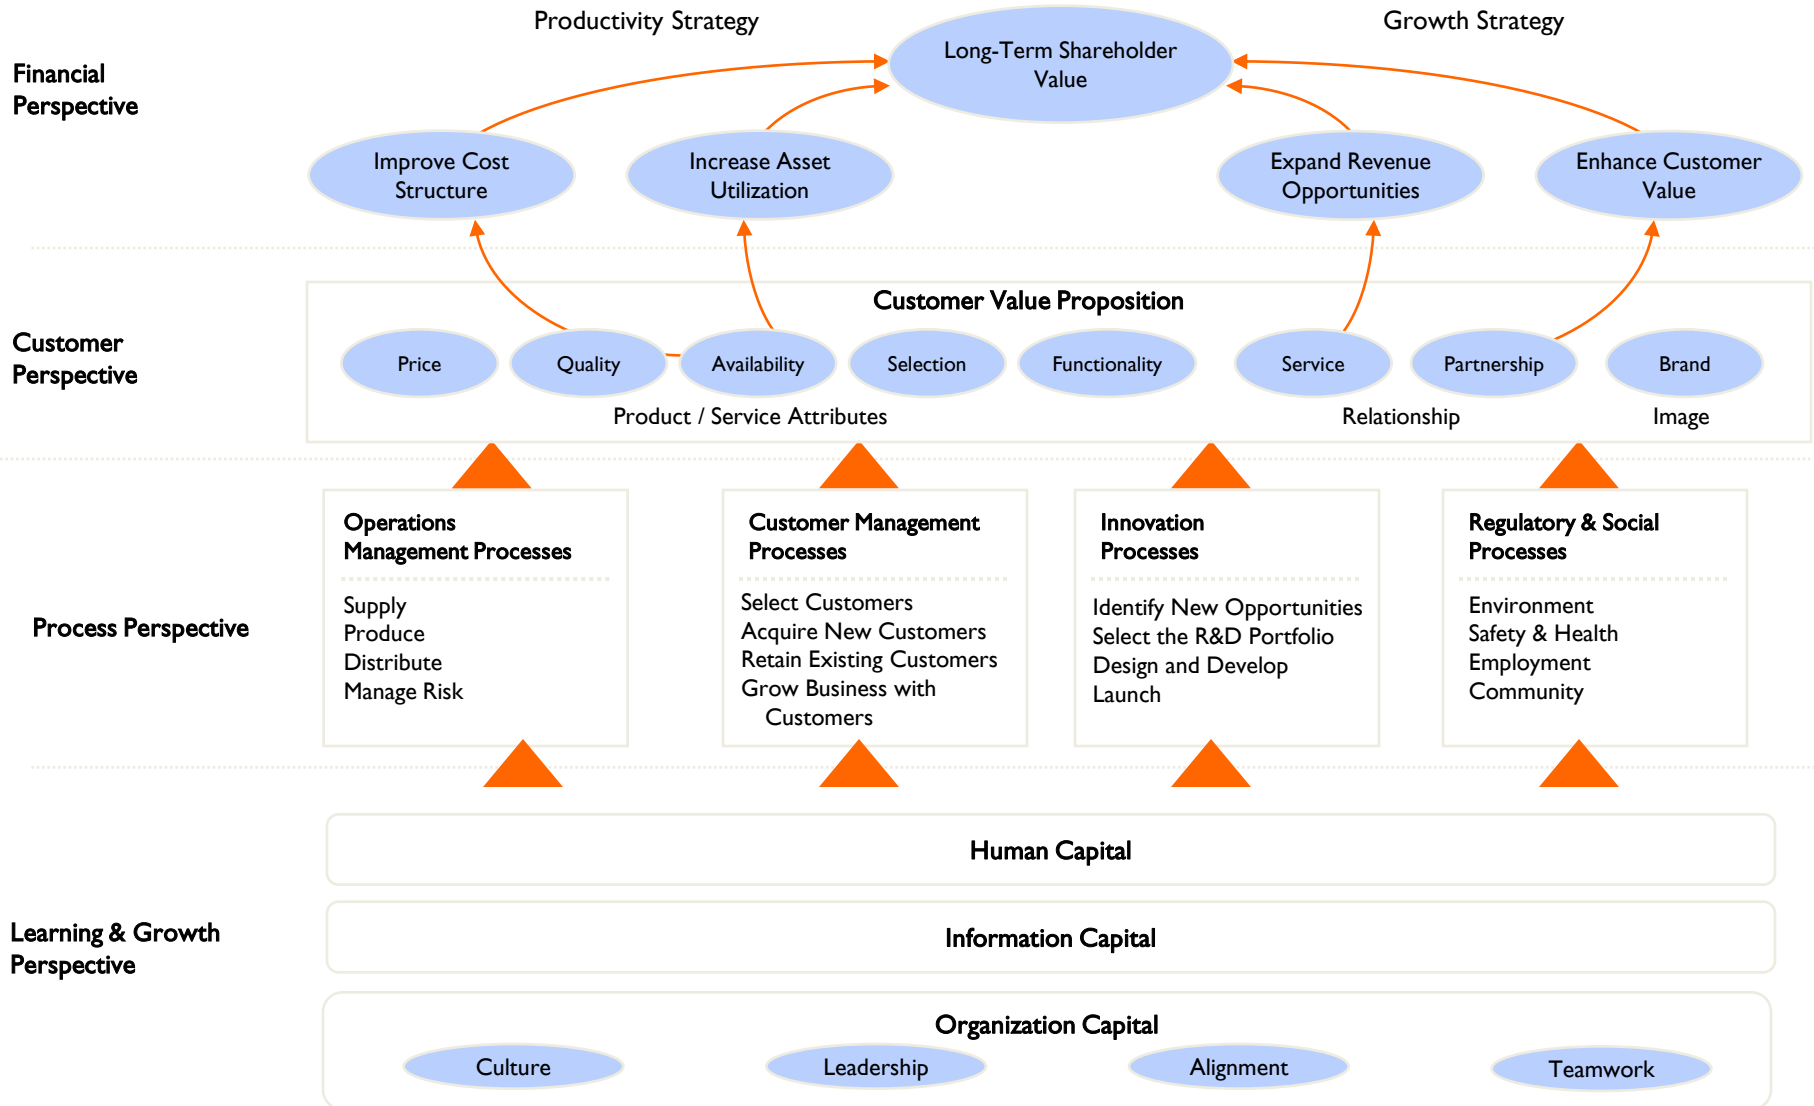 Productivity Strategy
Growth Strategy
Long-Term Shareholder
Value
Financial
Perspective
Improve Cost
Structure
Increase Asset
Utilization
Expand Revenue
Opportunities
Enhance Customer
Value
Customer Value Proposition
Customer
Perspective
Price
Quality
Availability
Selection
Functionality
Service
Partnership
Brand
Product / Service Attributes
Relationship
Image
Process Perspective
Operations
Management Processes
Supply
Produce
Distribute
Manage Risk
Customer Management
Processes
Select Customers
Acquire New Customers
Retain Existing Customers
Grow Business with
Customers
Innovation
Processes
Identify New Opportunities
Select the R&D Portfolio
Design and Develop
Launch
Regulatory & Social
Processes
Environment
Safety & Health
Employment
Community
Learning & Growth
Perspective
Human Capital
Information Capital
Organization Capital
Culture
Leadership
Alignment
Teamwork